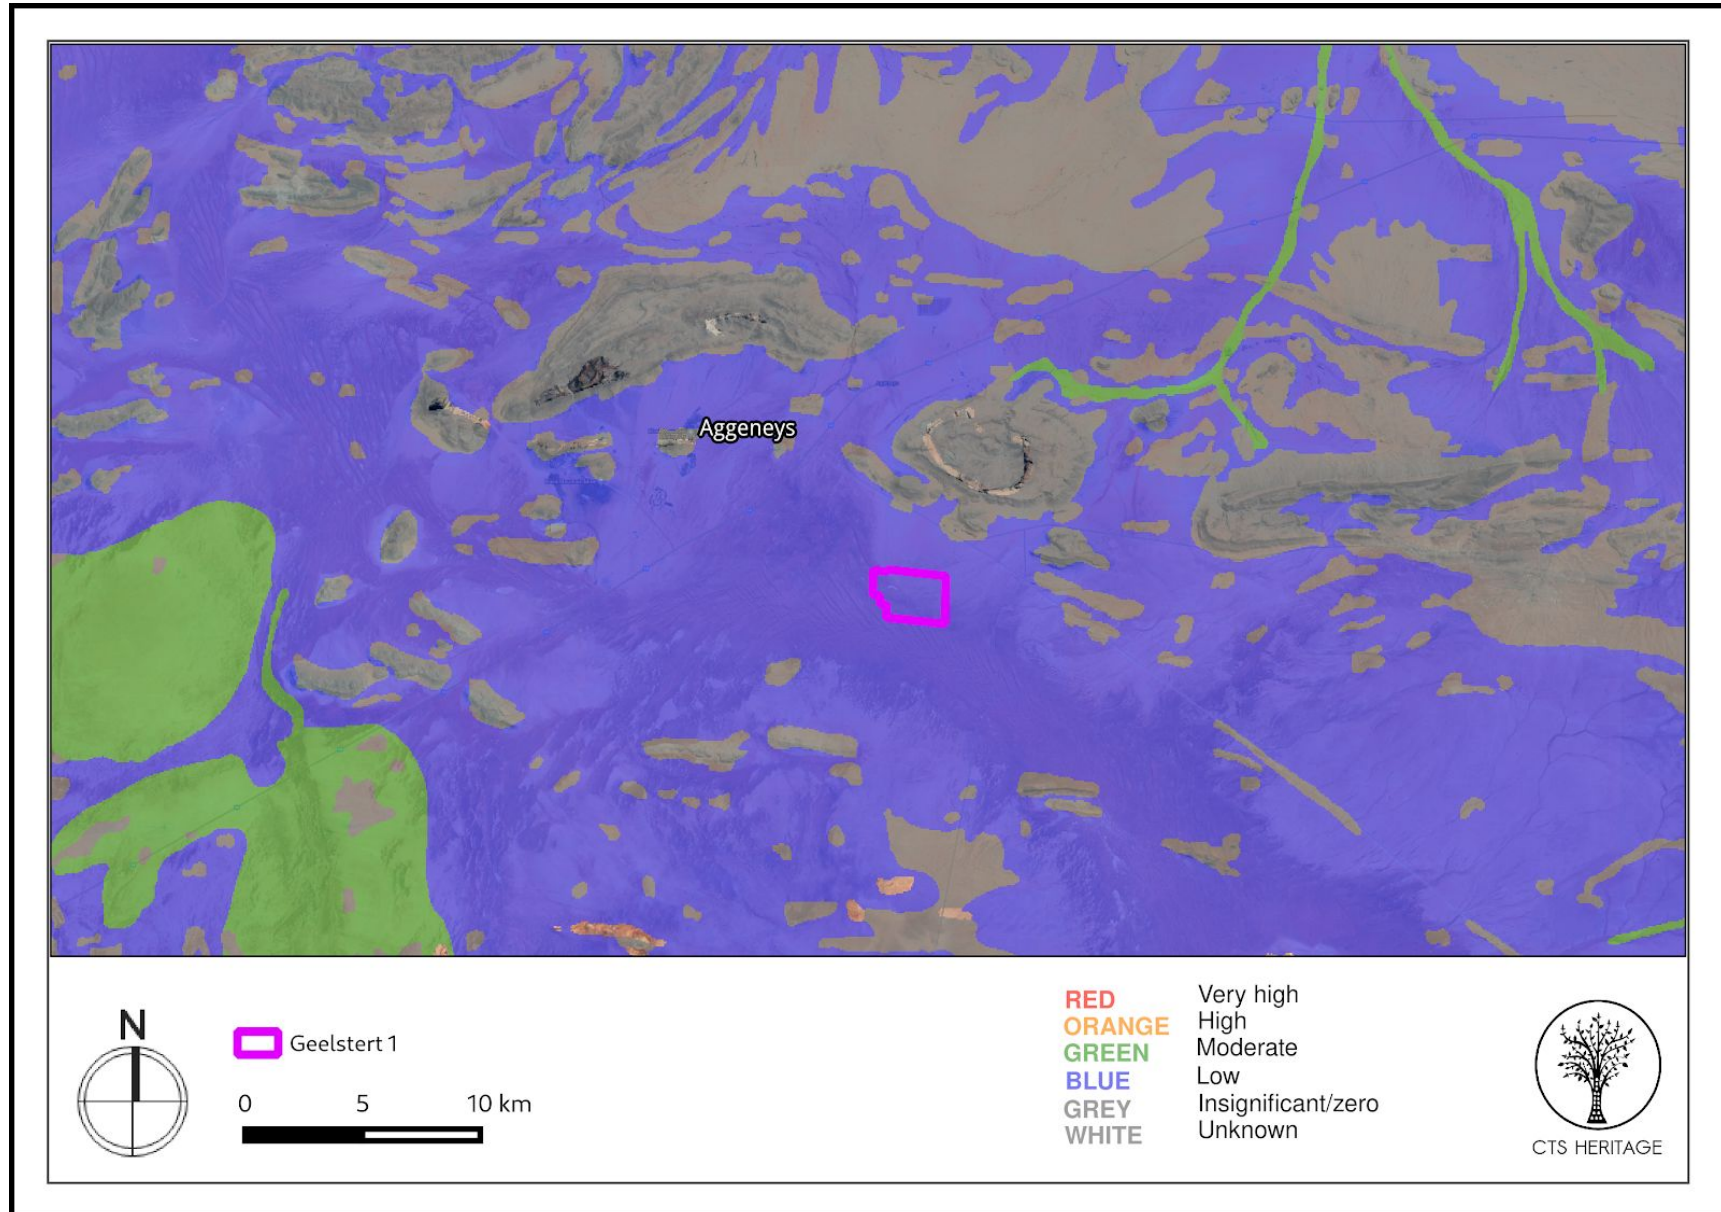 Aggeneys
N
Geelstert 1
0 5 10 km
RED Very high
ORANGE High
GREEN Moderate
BLUE Low
GREY Insignificant/zero
WHITE Unknown
CTS HERITAGE